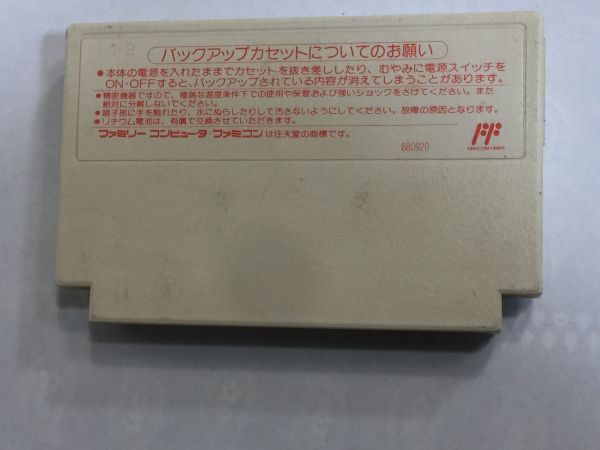 バックアップカセットについてのお願い
●本体の電源を入れたままでカセットを抜き差ししたり、むやみに電源スイッチを
ON・OFFすると、バックアップされている内容が消えてしまうことがあります。
●精密機器ですので、極端な温度条件下での使用や保管および強いショックをさけてください。また
絶対に分解しないでください。
●端子部に手を触れたり、水にぬらしたりして汚さないようにしてください。故障の原因となります。
●リチウム電池は、有償で交換させていただきます。
ファミリーコンピュータ・ファミコンは任天堂の商標です。
880920
FAMICOM FAMILY